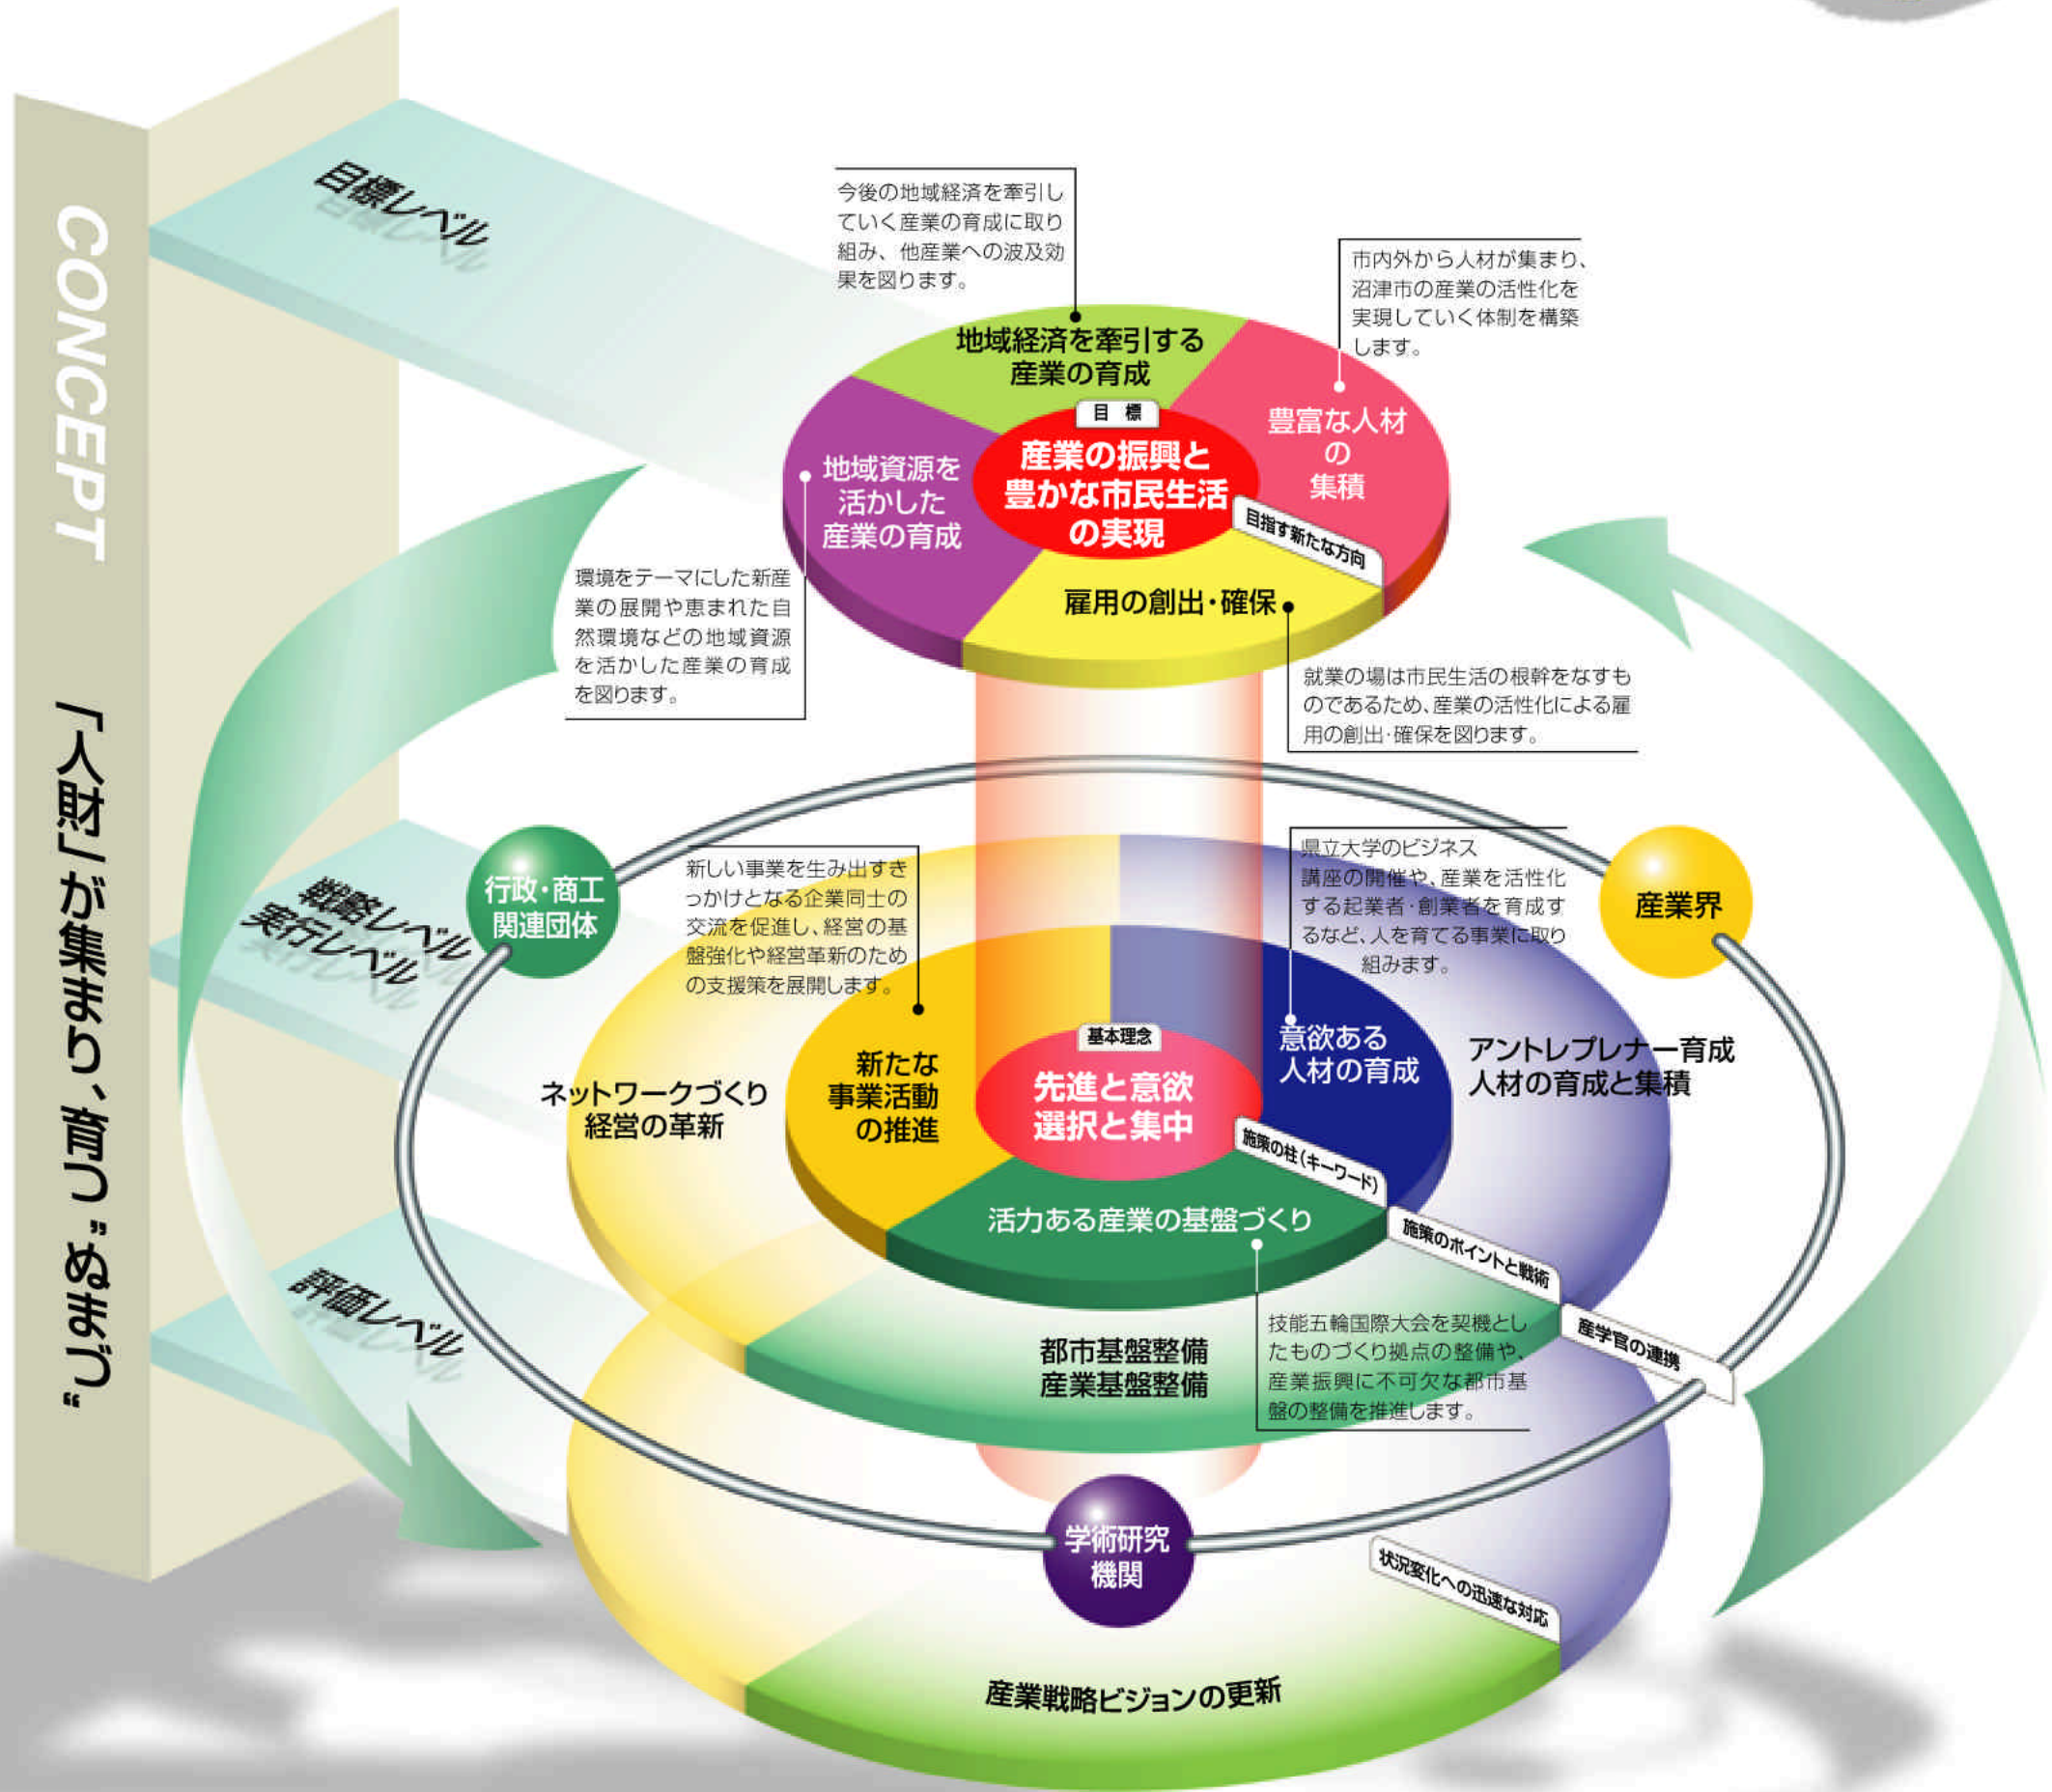 CONCEPT
「人財」が集まり、育つ"ぬまづ"
目標レベル
今後の地域経済を牽引し
ていく産業の育成に取り
組み、他産業への波及効
果を図ります。
市内外から人材が集まり、
沼津市の産業の活性化を
実現していく体制を構築
します。
地域経済を牽引する
産業の育成
豊富な人材
の
集積
目 標
産業の振興と
豊かな市民生活
の実現
地域資源を
活かした
産業の育成
目指す新たな方向
雇用の創出・確保
環境をテーマにした新産
業の展開や恵まれた自
然環境などの地域資源
を活かした産業の育成
を図ります。
就業の場は市民生活の根幹をなすも
のであるため、産業の活性化による雇
用の創出・確保を図ります。
戦略レベル
実行レベル
行政・商工
関連団体
新しい事業を生み出すき
っかけとなる企業同士の
交流を促進し、経営の基
盤強化や経営革新のため
の支援策を展開します。
県立大学のビジネス
講座の開催や、産業を活性化
する起業者・創業者を育成す
るなど、人を育てる事業に取り
組みます。
産業界
基本理念
先進と意欲
選択と集中
新たな
事業活動
の推進
意欲ある
人材の育成
アントレプレナー育成
人材の育成と集積
ネットワークづくり
経営の革新
施策の柱(キーワード)
活力ある産業の基盤づくり
施策のポイントと戦術
産学官の連携
都市基盤整備
産業基盤整備
技能五輪国際大会を契機とし
たものづくり拠点の整備や、
産業振興に不可欠な都市基
盤の整備を推進します。
評価レベル
学術研究
機関
状況変化への迅速な対応
産業戦略ビジョンの更新